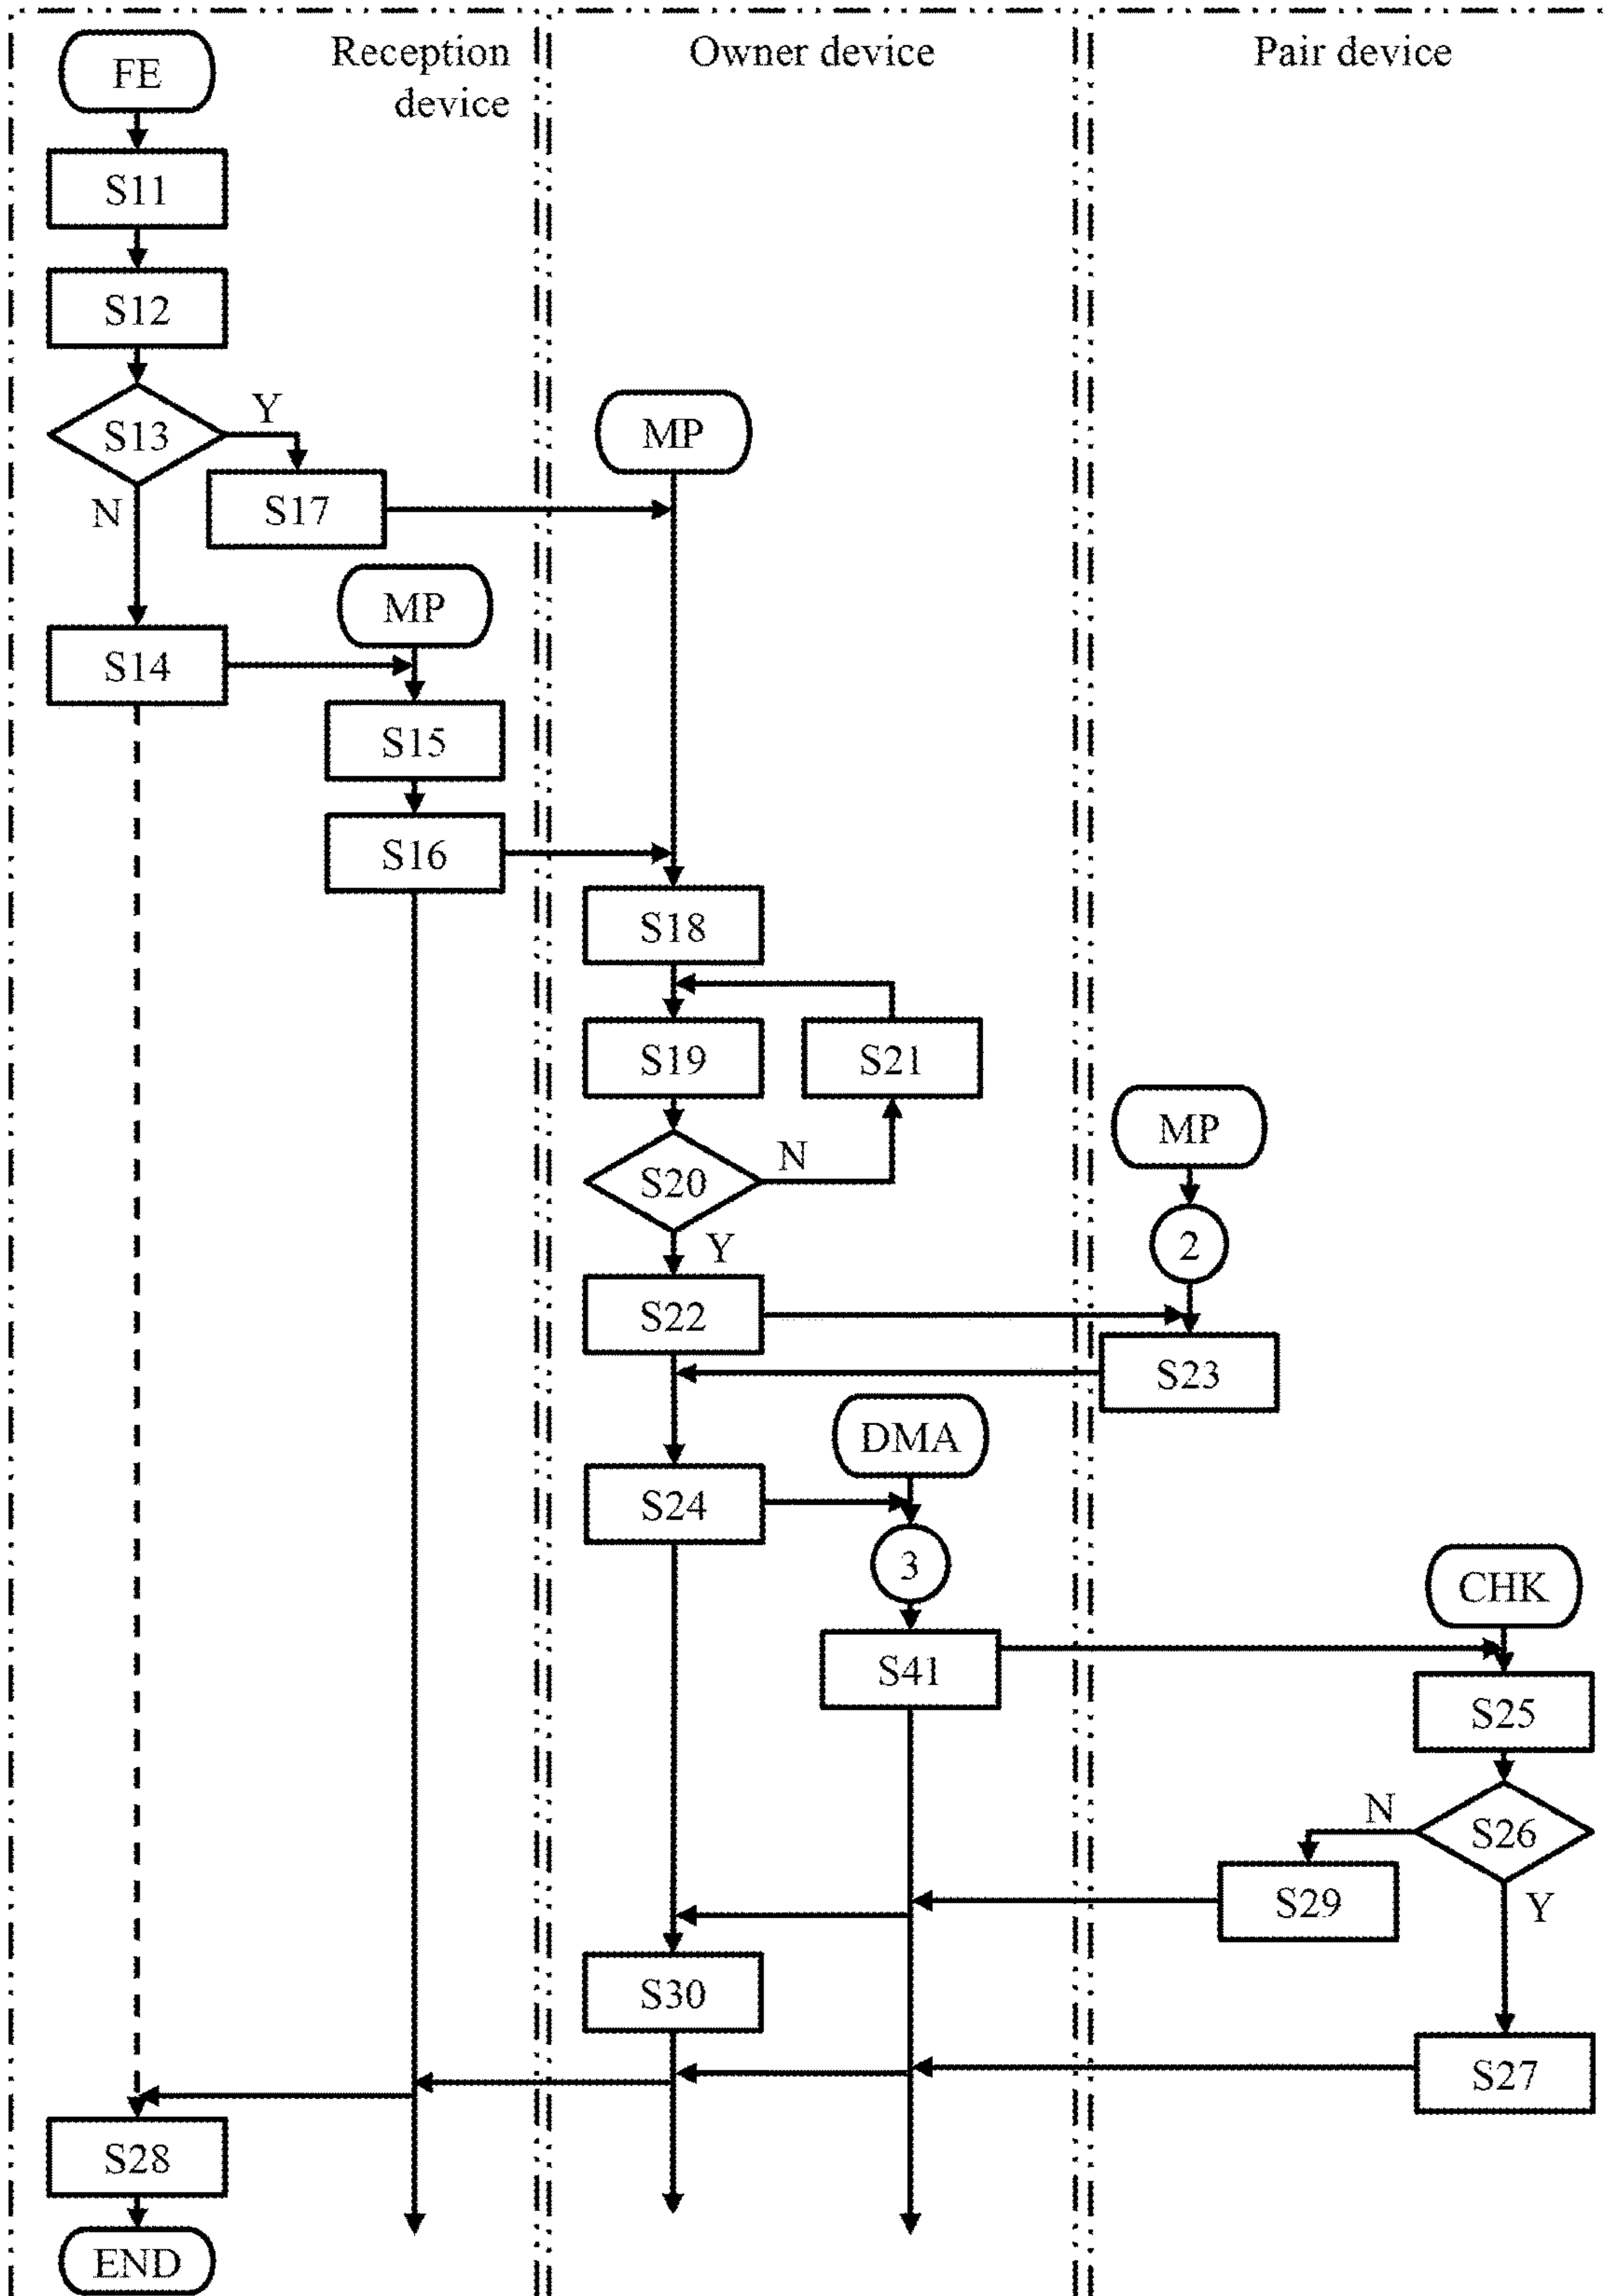 Reception
device
Owner device
Pair device
FE
S11
S12
S13
Y
N
S17
MP
MP
S14
S15
S16
S18
S19
S21
S20
N
Y
MP
2
S22
S23
DMA
S24
3
CHK
S41
S25
S26
N
Y
S29
S30
S27
S28
END